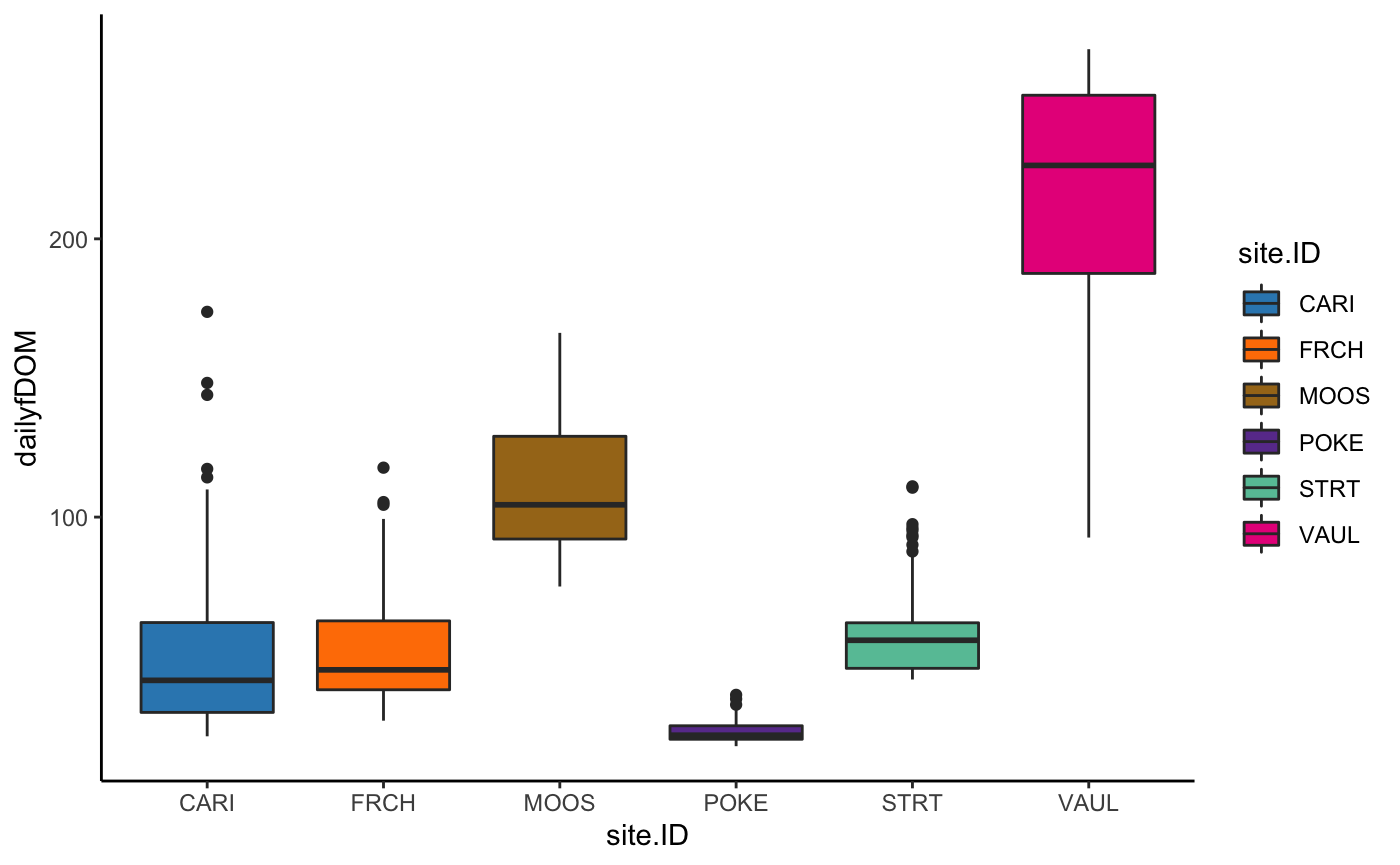 dailyfDOM
200
100
CARI
FRCH
MOOS
POKE
STRT
VAUL
site.ID
site.ID
CARI
FRCH
MOOS
POKE
STRT
VAUL